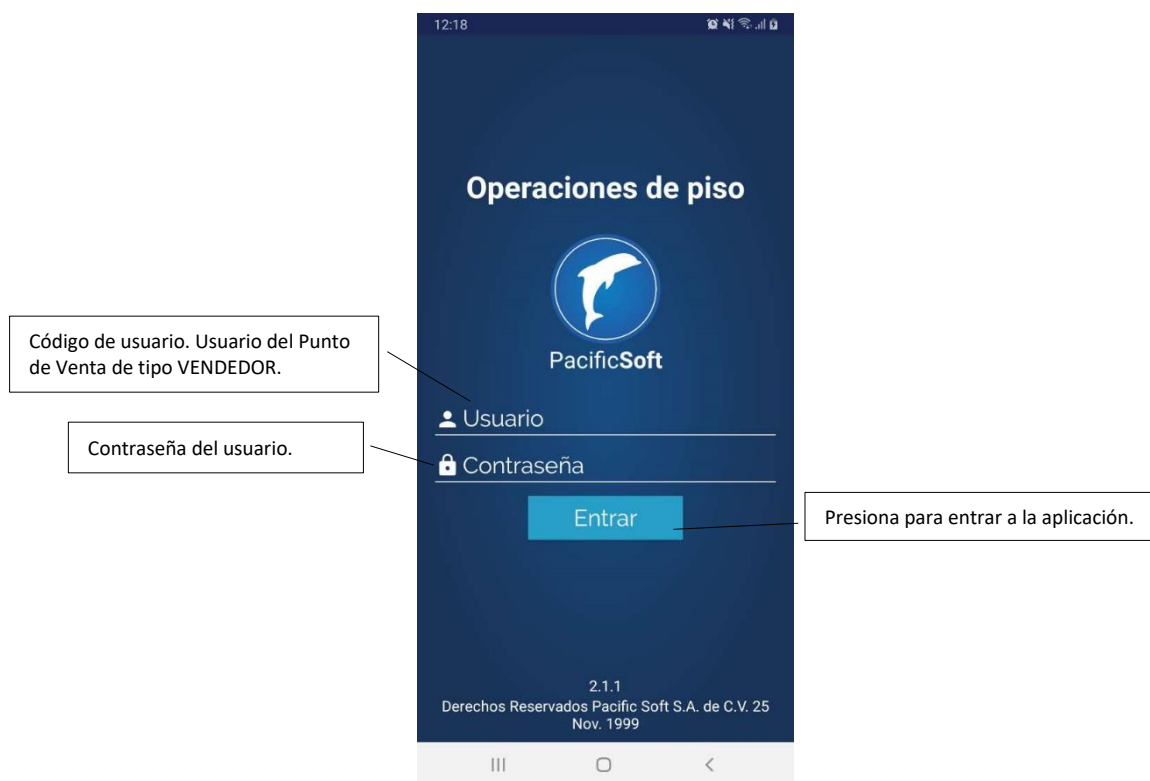 12:18
Operaciones de piso
PacificSoft
Código de usuario. Usuario del Punto
de Venta de tipo VENDEDOR.
Usuario
Contraseña del usuario.
Contraseña
Entrar
Presiona para entrar a la aplicación.
2.1.1
Derechos Reservados Pacific Soft S.A. de C.V. 25
Nov. 1999